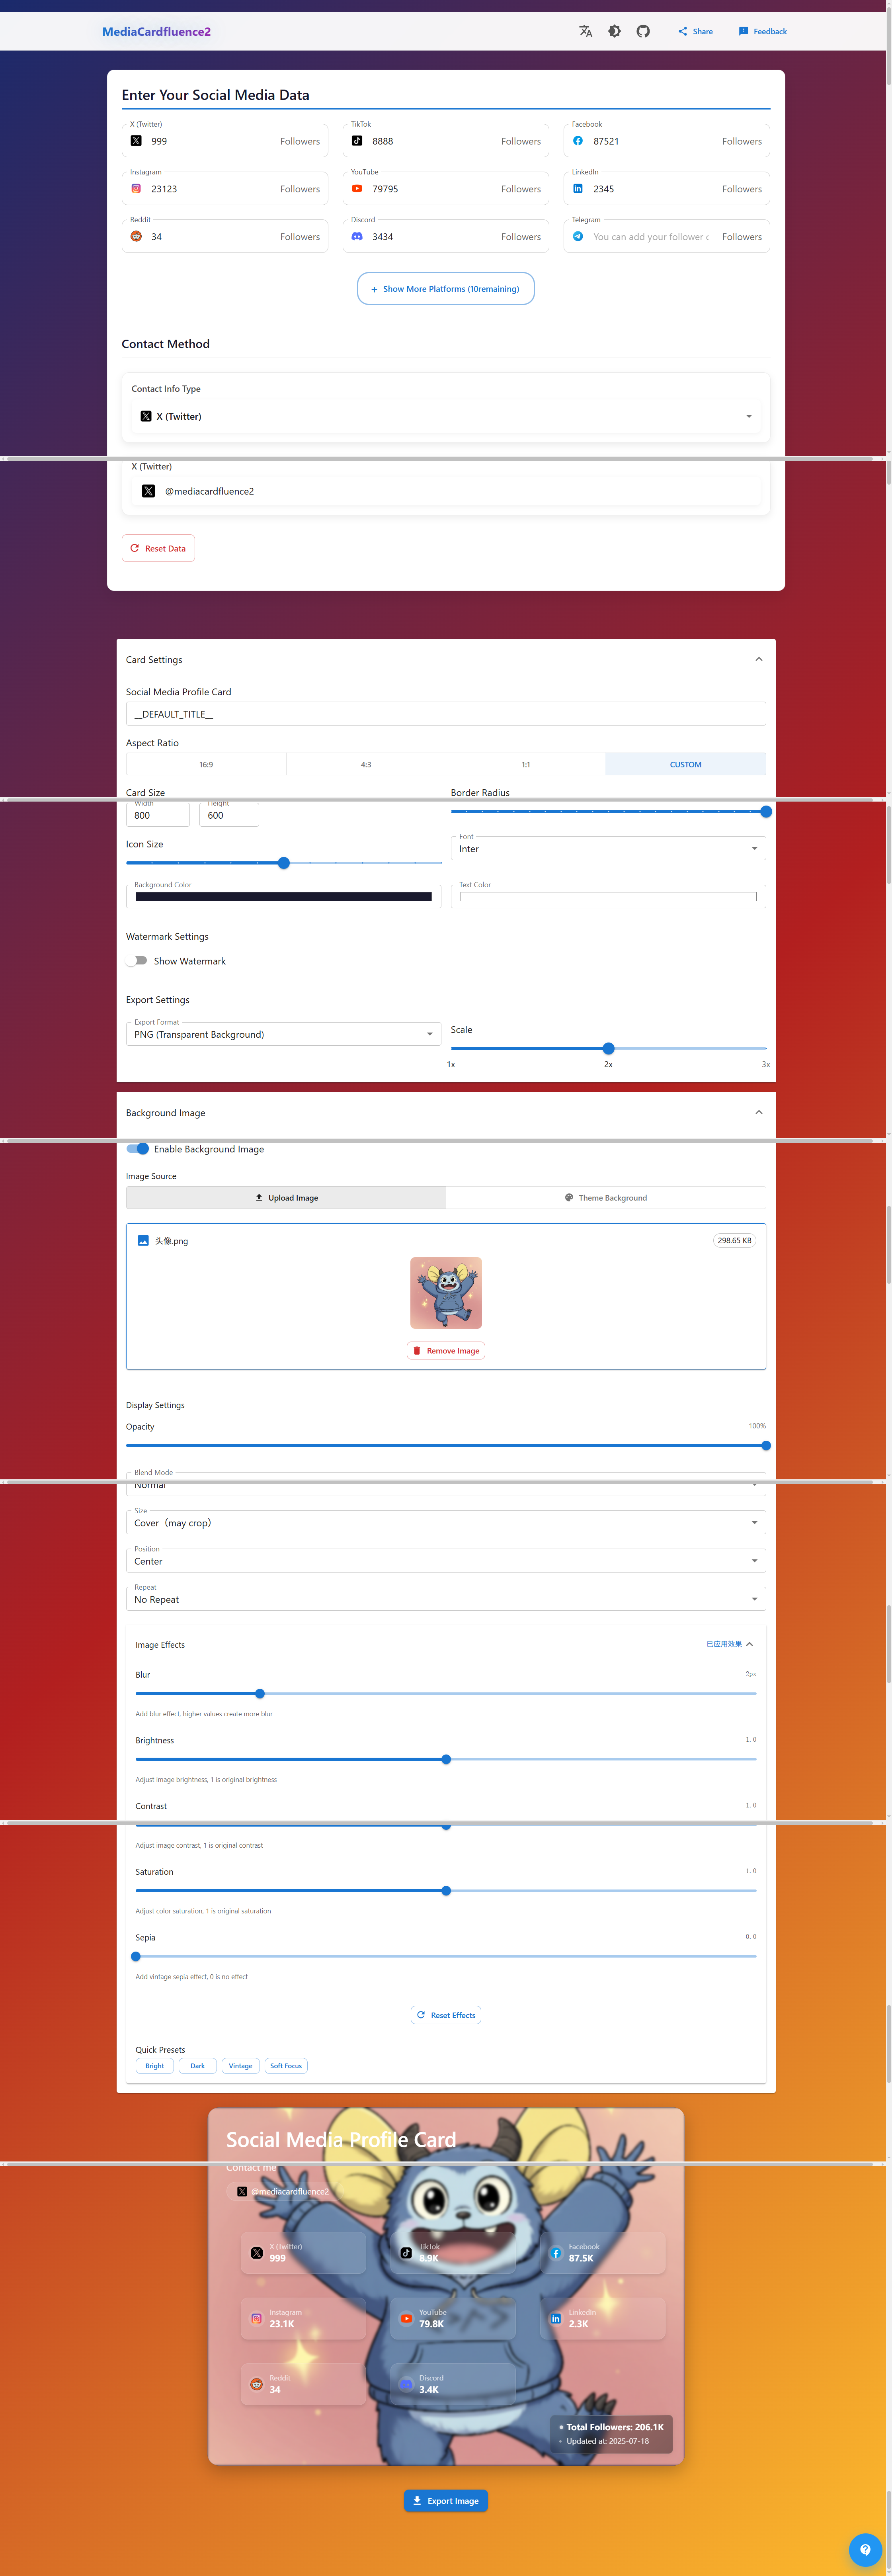 MediaCardfluence2
Share
Feedback
Enter Your Social Media Data
X (Twitter)
999
Followers
TikTok
8888
Followers
Facebook
87521
Followers
Instagram
23123
Followers
YouTube
79795
Followers
LinkedIn
2345
Followers
Reddit
34
Followers
Discord
3434
Followers
Telegram
You can add your follower c
Followers
+ Show More Platforms (10remaining)
Contact Method
Contact Info Type
X (Twitter)
X (Twitter)
@mediacardfluence2
Reset Data
Card Settings
Social Media Profile Card
__DEFAULT_TITLE__
Aspect Ratio
16:9
4:3
1:1
CUSTOM
Card Size
Border Radius
Width
800
Height
600
Icon Size
Font
Inter
Background Color
Text Color
Watermark Settings
Show Watermark
Export Settings
Export Format
PNG (Transparent Background)
Scale
1x
2x
3x
Background Image
Enable Background Image
Image Source
Upload Image
Theme Background
头像.png
298.65 KB
Remove Image
Display Settings
Opacity
100%
Blend Mode
Normal
Size
Cover（may crop）
Position
Center
Repeat
No Repeat
Image Effects
已应用效果
Blur
2px
Add blur effect, higher values create more blur
Brightness
1.0
Adjust image brightness, 1 is original brightness
Contrast
1.0
Adjust image contrast, 1 is original contrast
Saturation
1.0
Adjust color saturation, 1 is original saturation
Sepia
0.0
Add vintage sepia effect, 0 is no effect
Reset Effects
Quick Presets
Bright
Dark
Vintage
Soft Focus
Social Media Profile Card
Contact me
@mediacardfluence2
X (Twitter)
999
TikTok
8.9K
Facebook
87.5K
Instagram
23.1K
YouTube
79.8K
LinkedIn
2.3K
Reddit
34
Discord
3.4K
Total Followers: 206.1K
Updated at: 2025-07-18
Export Image